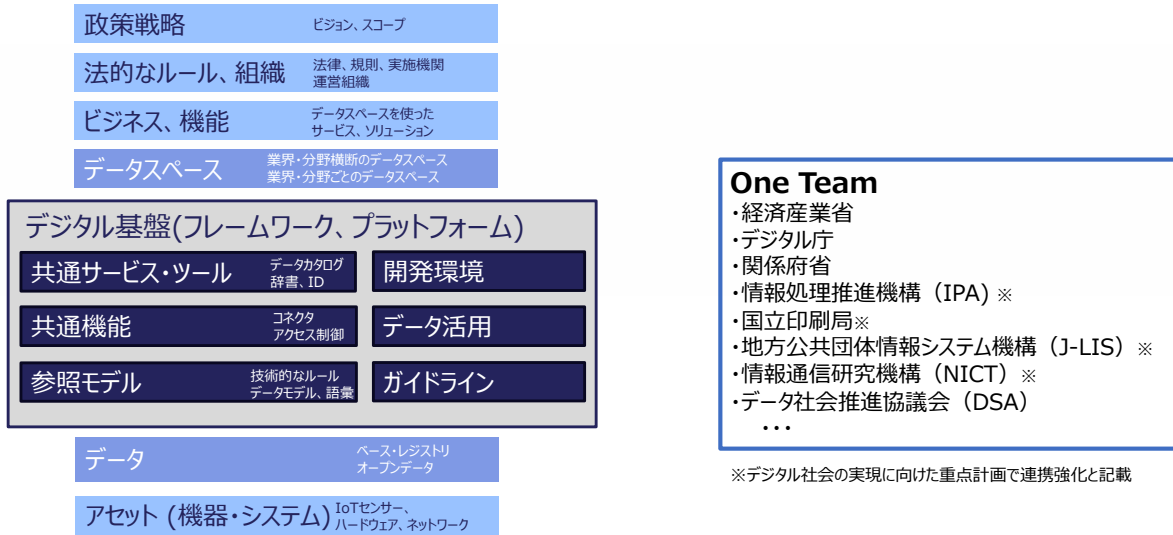 政策戦略 ビジョン、スコープ
法的なルール、組織 法律、規則、実施機関
運営組織
ビジネス、機能 データスペースを使った
サービス、ソリューション
データスペース 業界・分野横断のデータスペース
業界・分野ごとのデータスペース
デジタル基盤(フレームワーク、プラットフォーム)
共通サービス・ツール データカタログ
辞書、ID
開発環境
共通機能 コネクタ
アクセス制御
データ活用
参照モデル 技術的なルール
データモデル、語彙
ガイドライン
データ ベース・レジストリ
オープンデータ
アセット (機器・システム) IoTセンサー、
ハードウェア、ネットワーク
One Team
・経済産業省
・デジタル庁
・関係府省
・情報処理推進機構（IPA) ※
・国立印刷局※
・地方公共団体情報システム機構（J-LIS）※
・情報通信研究機構（NICT）※
・データ社会推進協議会（DSA）
・・・
※デジタル社会の実現に向けた重点計画で連携強化と記載